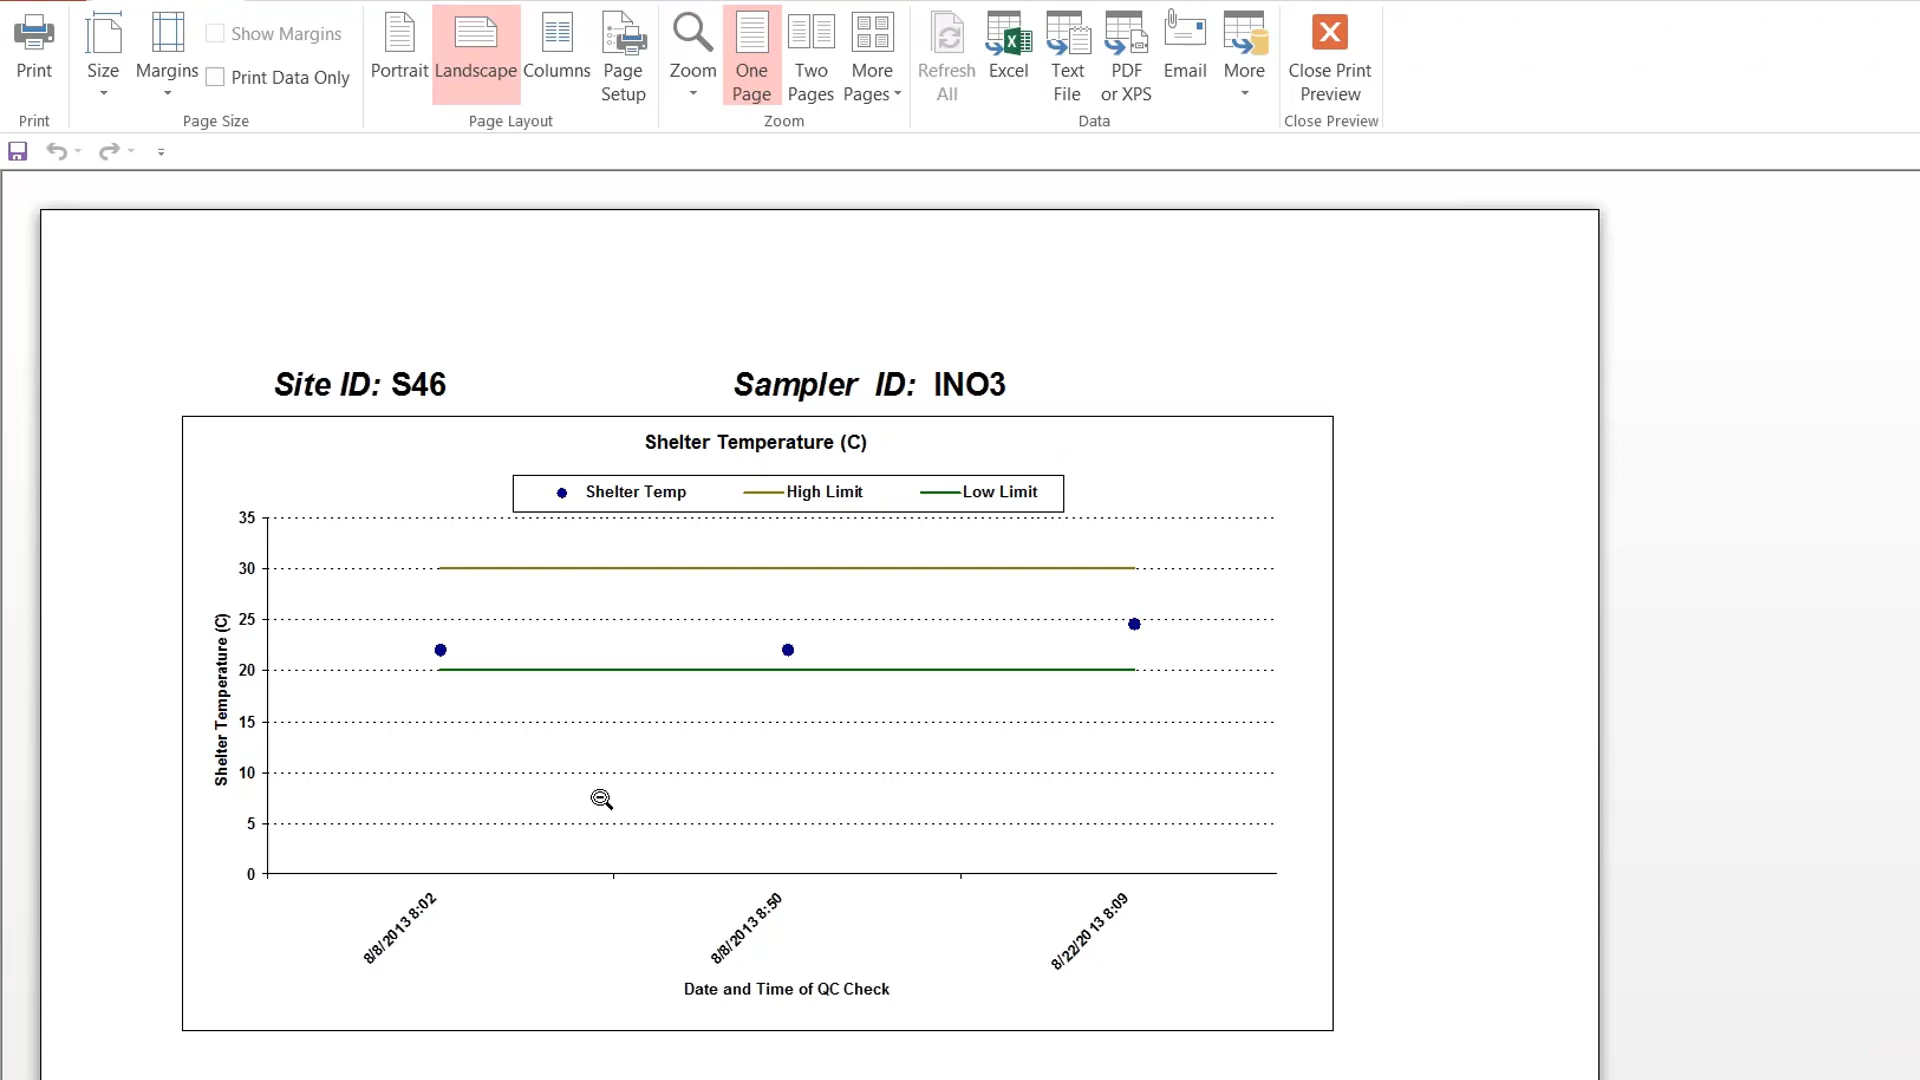 Print
Size
Margins
Show Margins
Print Data Only
Portrait
Landscape
Columns
Page Setup
Zoom
One Page
Two Pages
More Pages
Refresh All
Excel
Text File
PDF or XPS
Email
More
Close Print Preview
Print
Page Size
Page Layout
Zoom
Data
Close Preview
Site ID: S46
Sampler ID: INO3
Shelter Temperature (C)
Shelter Temp High Limit Low Limit
35
30
25
20
15
10
5
0
Shelter Temperature (C)
8/8/2013 8:02
8/8/2013 8:50
8/22/2013 8:09
Date and Time of QC Check